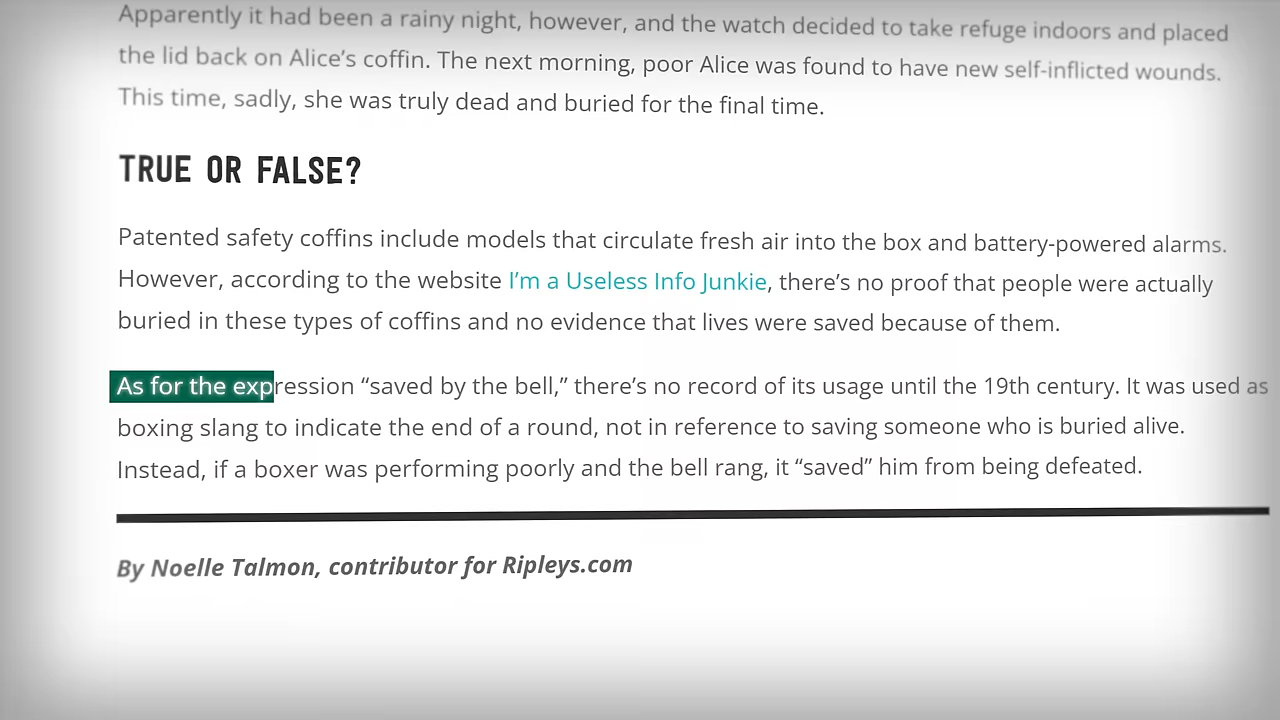 Apparently it had been a rainy night, however, and the watch decided to take refuge indoors and placed
the lid back on Alice’s coffin. The next morning, poor Alice was found to have new self-inflicted wounds.
This time, sadly, she was truly dead and buried for the final time.
TRUE OR FALSE?
Patented safety coffins include models that circulate fresh air into the box and battery-powered alarms.
However, according to the website I’m a Useless Info Junkie, there’s no proof that people were actually
buried in these types of coffins and no evidence that lives were saved because of them.
As for the expression “saved by the bell,” there’s no record of its usage until the 19th century. It was used as
boxing slang to indicate the end of a round, not in reference to saving someone who is buried alive.
Instead, if a boxer was performing poorly and the bell rang, it “saved” him from being defeated.
By Noelle Talmon, contributor for Ripleys.com